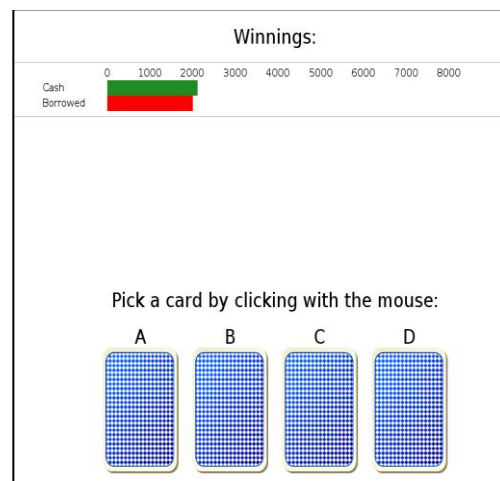 Winnings:
0 1000 2000 3000 4000 5000 6000 7000 8000
Cash
Borrowed
Pick a card by clicking with the mouse:
A B C D